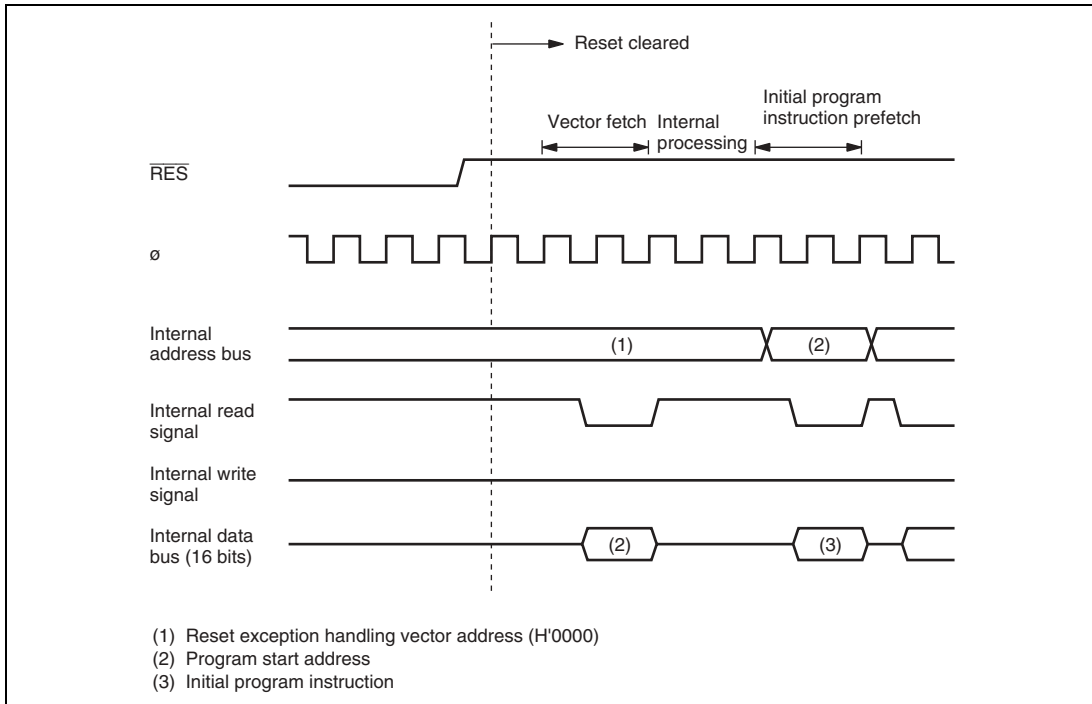 Reset cleared
Initial program
Vector fetch Internal instruction prefetch
processing
RES
ø
Internal
address bus (1) (2)
Internal read
signal
Internal write
signal
Internal data
bus (16 bits) (2) (3)
(1) Reset exception handling vector address (H'0000)
(2) Program start address
(3) Initial program instruction